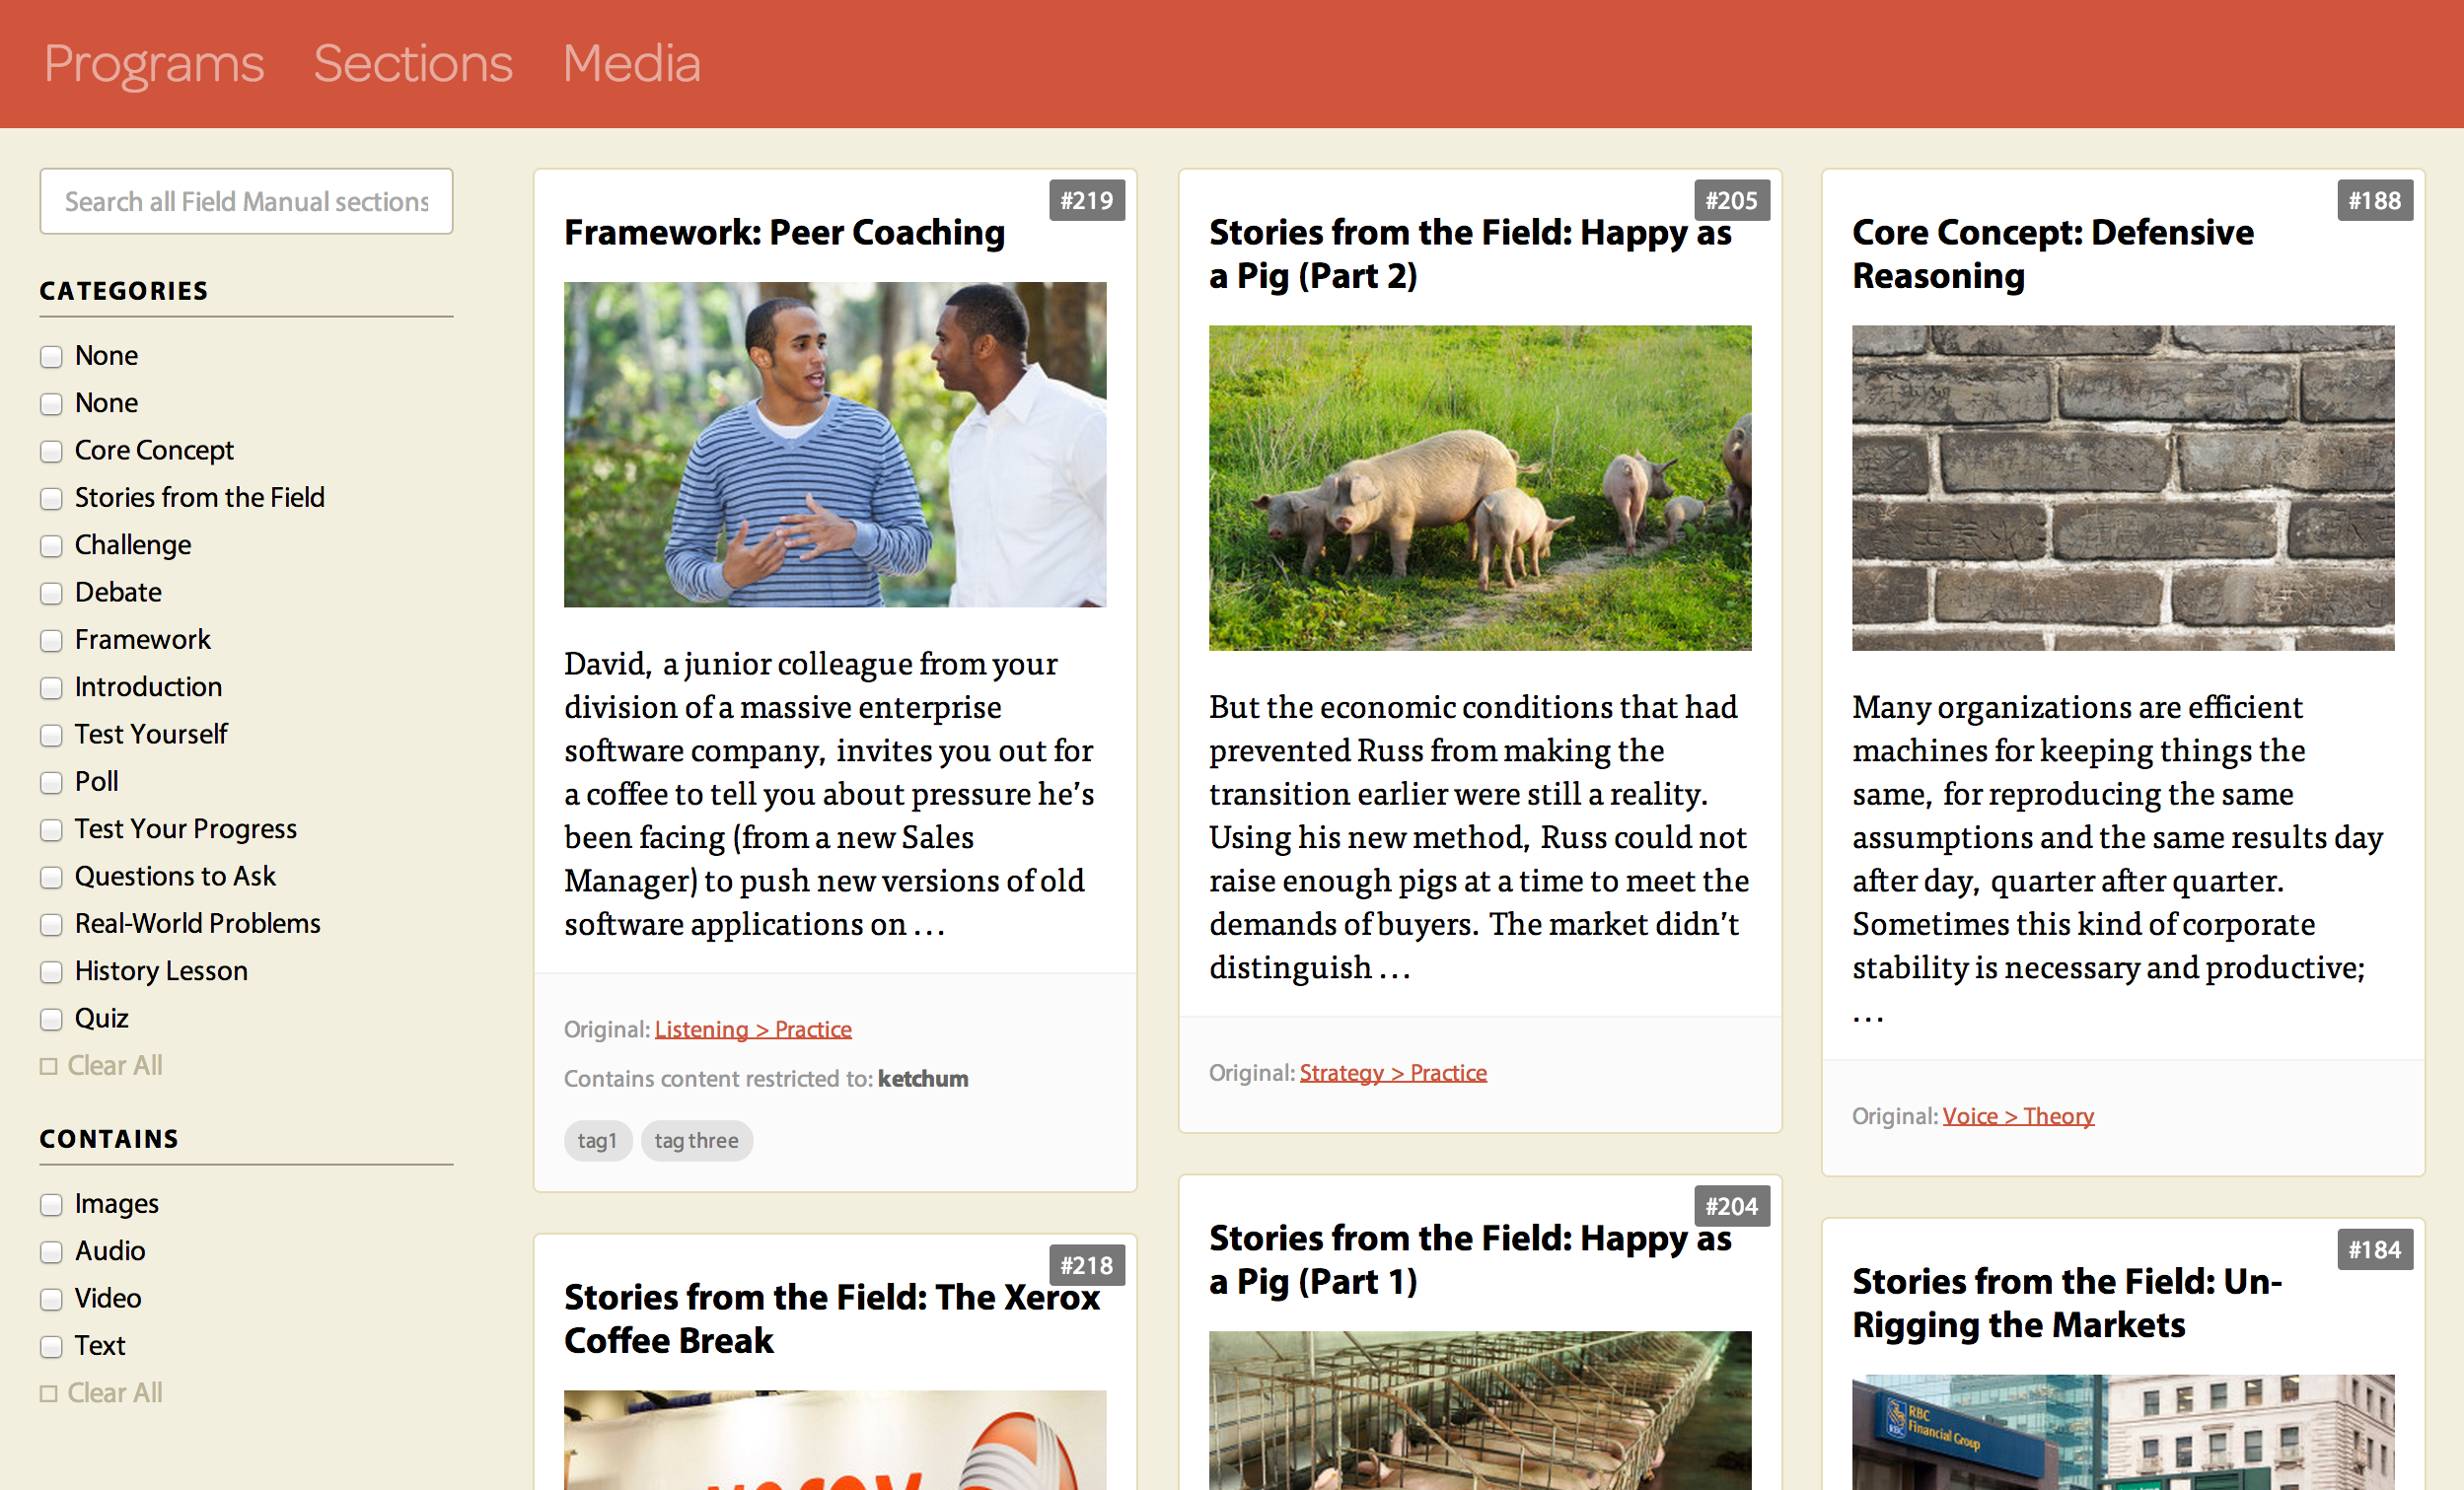 Programs Sections Media
Search all Field Manual sections
CATEGORIES
None
None
Core Concept
Stories from the Field
Challenge
Debate
Framework
Introduction
Test Yourself
Poll
Test Your Progress
Questions to Ask
Real-World Problems
History Lesson
Quiz
Clear All
CONTAINS
Images
Audio
Video
Text
Clear All
#219
Framework: Peer Coaching
David, a junior colleague from your
division of a massive enterprise
software company, invites you out for
a coffee to tell you about pressure he’s
been facing (from a new Sales
Manager) to push new versions of old
software applications on …
Original: Listening > Practice
Contains content restricted to: ketchum
tag1 tag three
#218
Stories from the Field: The Xerox
Coffee Break
xerox
#205
Stories from the Field: Happy as
a Pig (Part 2)
But the economic conditions that had
prevented Russ from making the
transition earlier were still a reality.
Using his new method, Russ could not
raise enough pigs at a time to meet the
demands of buyers. The market didn’t
distinguish …
Original: Strategy > Practice
#204
Stories from the Field: Happy as
a Pig (Part 1)
#188
Core Concept: Defensive
Reasoning
Many organizations are efficient
machines for keeping things the
same, for reproducing the same
assumptions and the same results day
after day, quarter after quarter.
Sometimes this kind of corporate
stability is necessary and productive;
…
Original: Voice > Theory
#184
Stories from the Field: Un-
Rigging the Markets
RBC
Financial Group
RBC